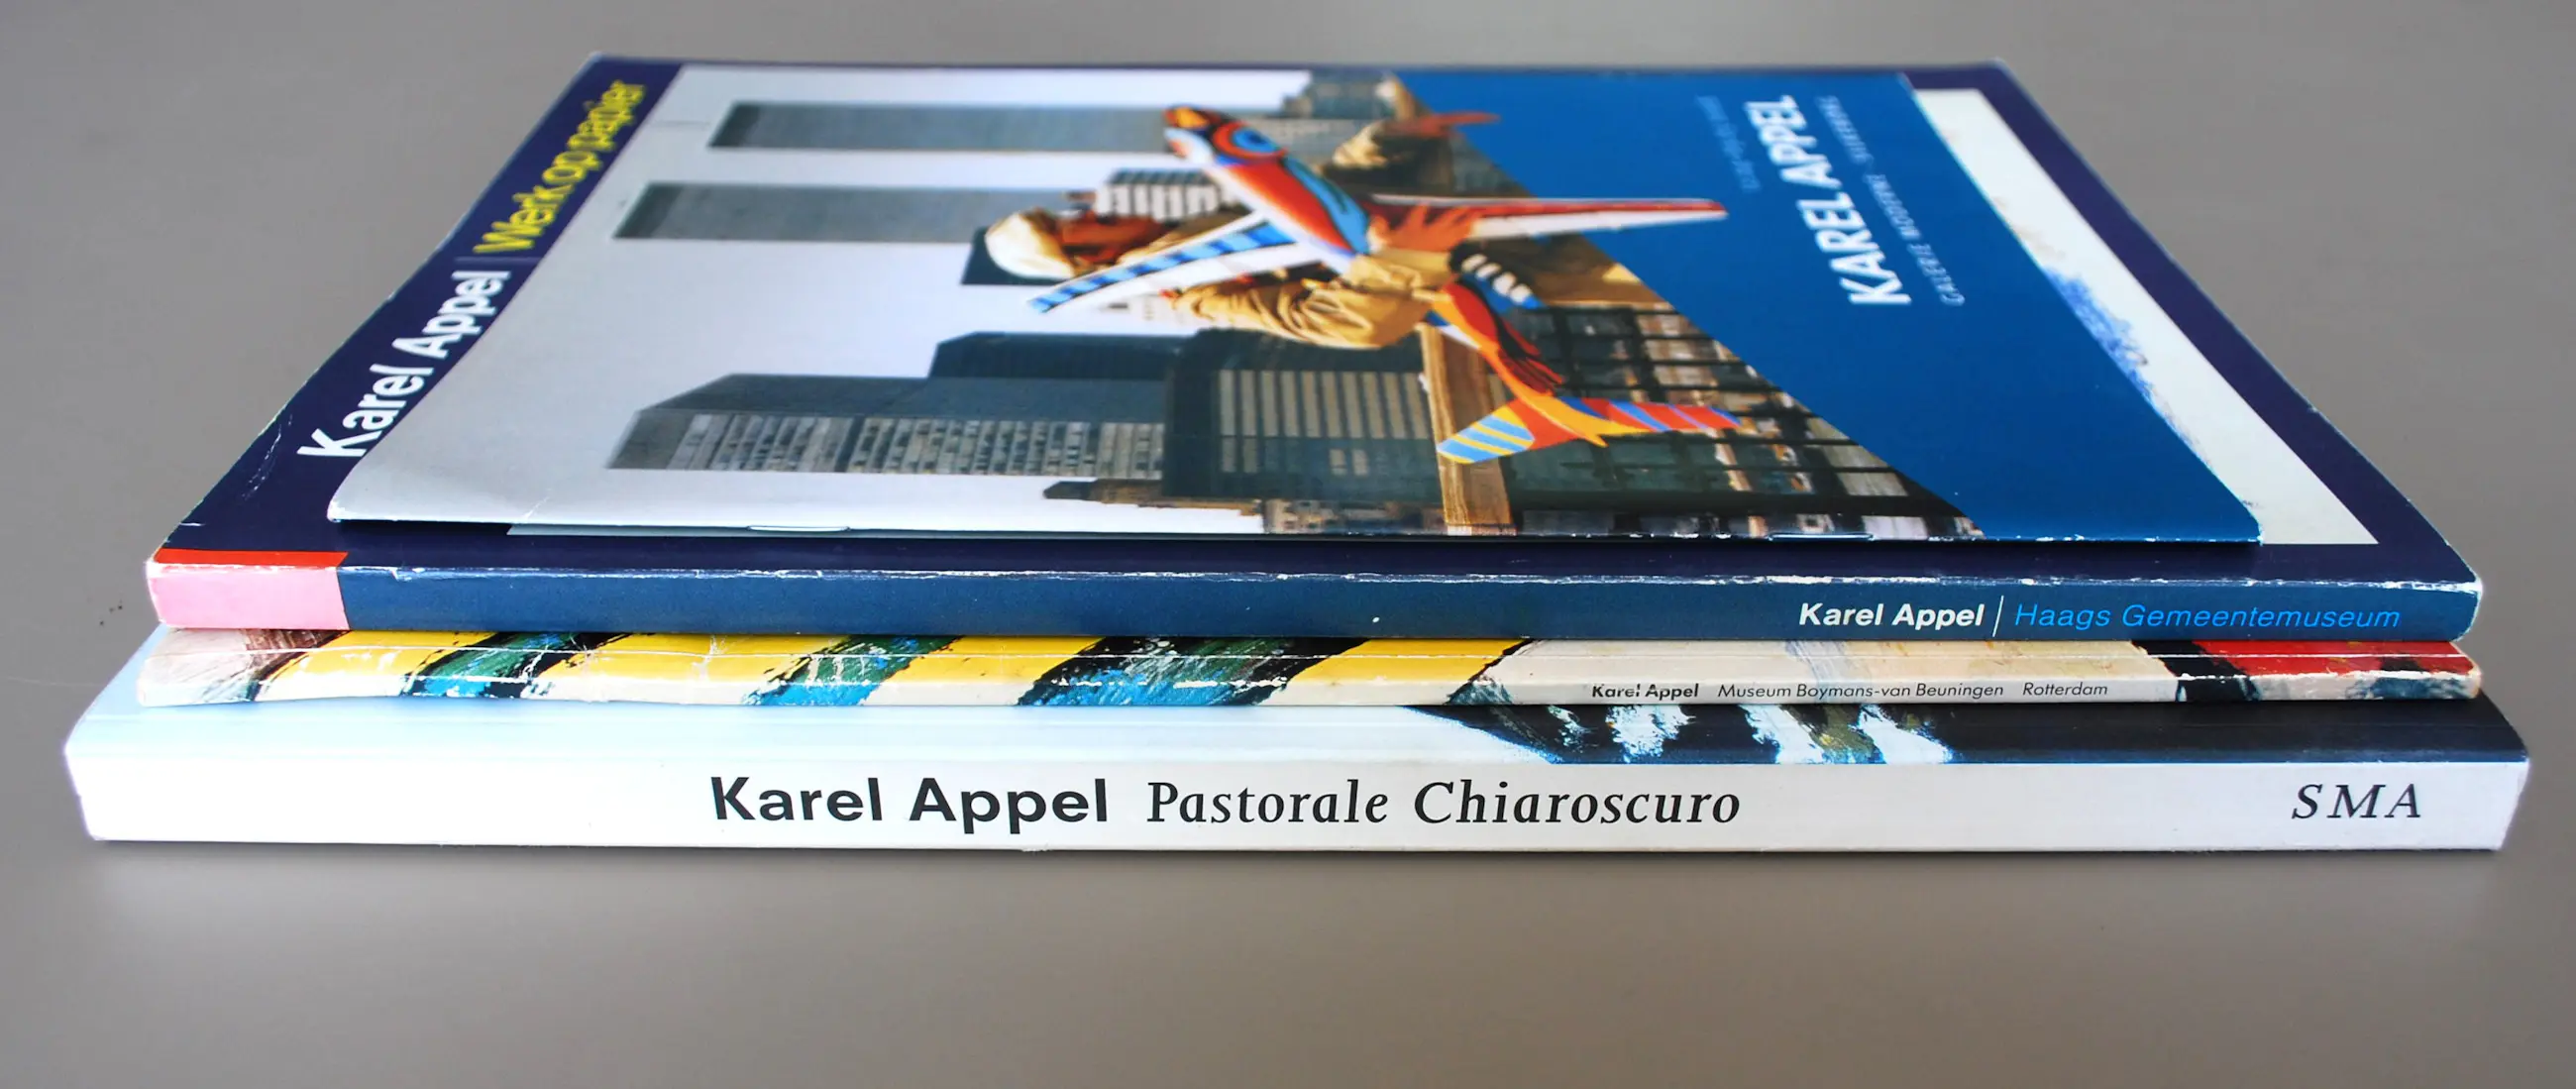 Karel Appel | Werk op papier
KAREL APPEL
GALERIE MODERNE - SILKEBORG
Karel Appel | Haags Gemeentemuseum
Karel Appel Museum Boymans-van Beuningen Rotterdam
Karel Appel Pastorale Chiaroscuro SMA